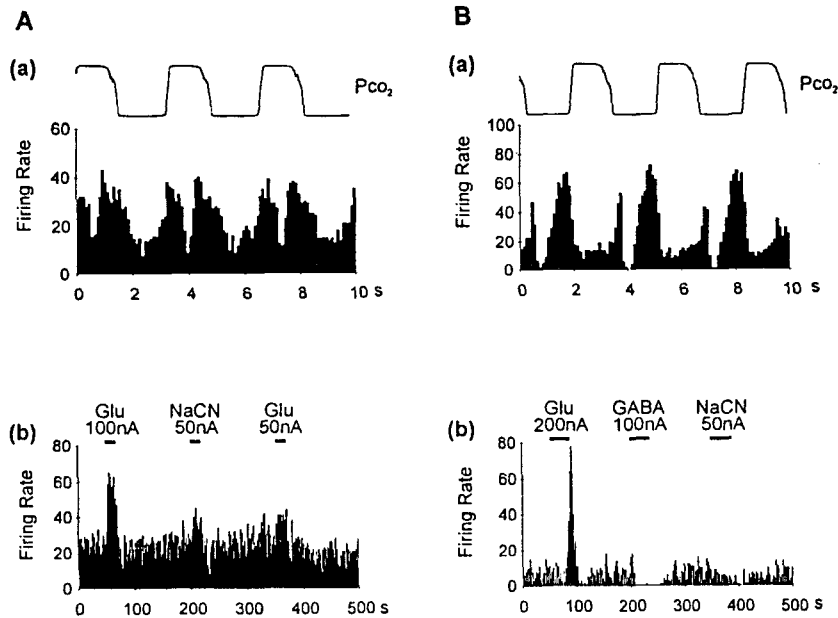 A
(a)
Pco2
Firing Rate
60
40
20
0
0 2 4 6 8 10 s
(b)
Glu NaCN Glu
100nA 50nA 50nA
Firing Rate
80
60
40
20
0
0 100 200 300 400 500 s
B
(a)
Pco2
Firing Rate
100
80
60
40
20
0
0 2 4 6 8 10 s
(b)
Glu GABA NaCN
200nA 100nA 50nA
Firing Rate
80
60
40
20
0
0 100 200 300 400 500 s